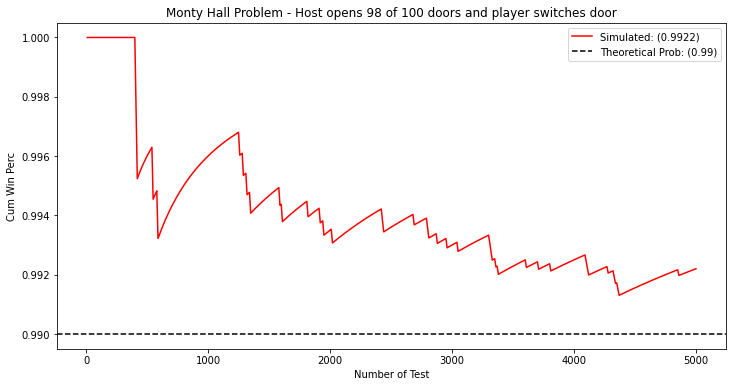 Monty Hall Problem - Host opens 98 of 100 doors and player switches door
Simulated: (0.9922)
Theoretical Prob: (0.99)
Cum Win Perc
1.000
0.998
0.996
0.994
0.992
0.990
0
1000
2000
3000
4000
5000
Number of Test